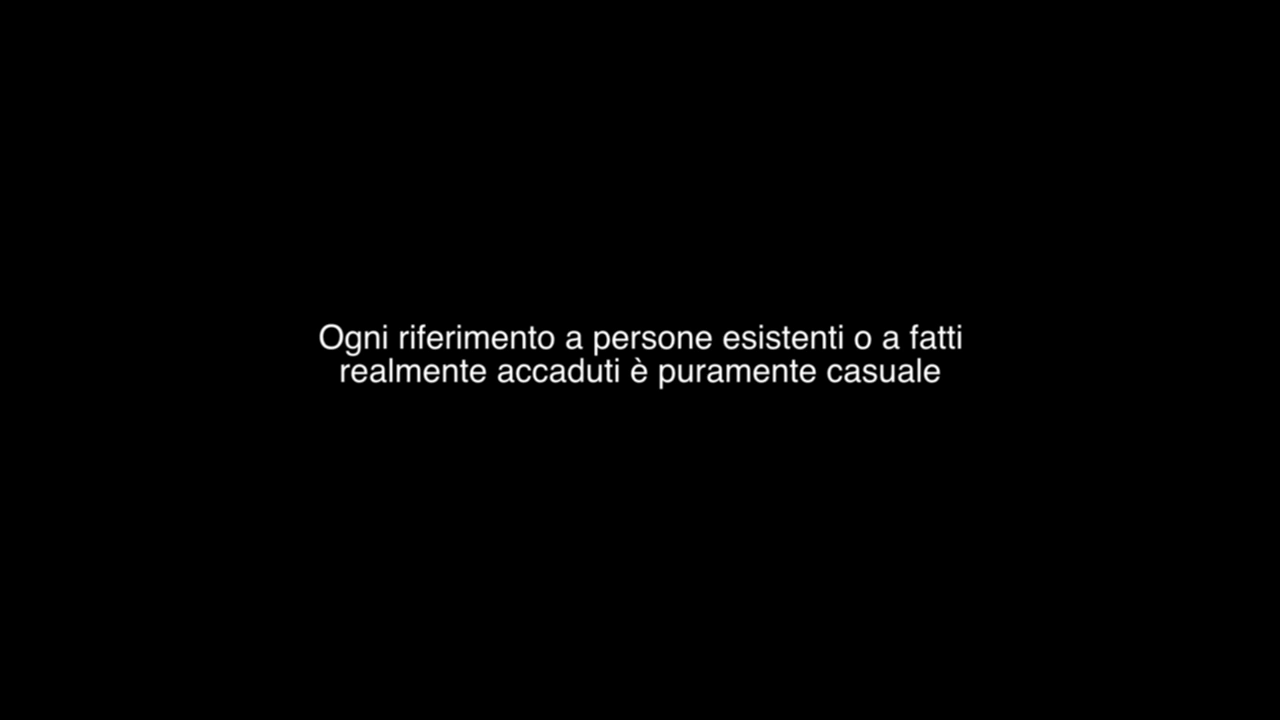 Ogni riferimento a persone esistenti o a fatti
realmente accaduti è puramente casuale